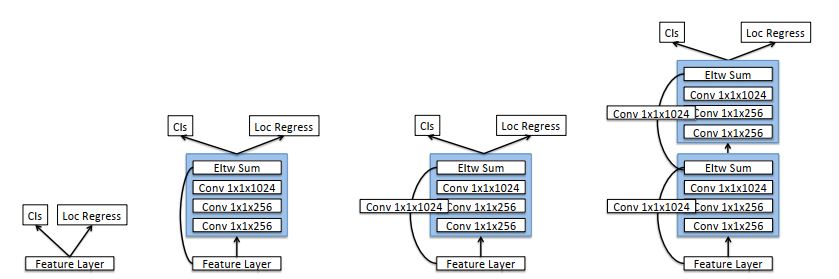 Cls
Loc Regress
Feature Layer
Cls
Loc Regress
Eltw Sum
Conv 1x1x1024
Conv 1x1x256
Conv 1x1x256
Feature Layer
Cls
Loc Regress
Eltw Sum
Conv 1x1x1024
Conv 1x1x1024
Conv 1x1x256
Conv 1x1x256
Feature Layer
Cls
Loc Regress
Eltw Sum
Conv 1x1x1024
Conv 1x1x1024
Conv 1x1x256
Conv 1x1x256
Eltw Sum
Conv 1x1x1024
Conv 1x1x1024
Conv 1x1x256
Conv 1x1x256
Feature Layer